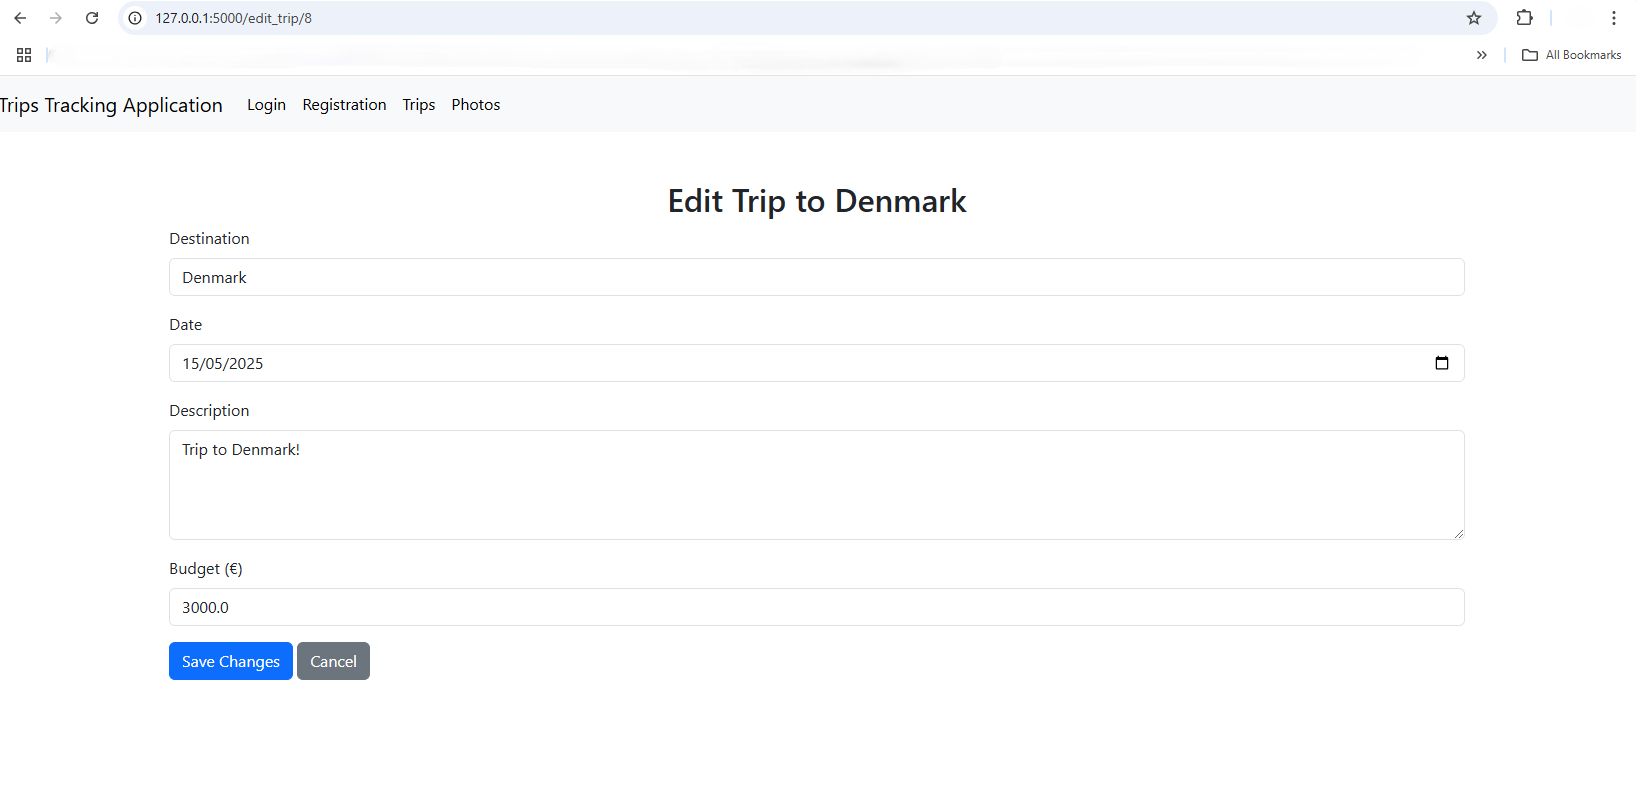 127.0.0.1:5000/edit_trip/8
All Bookmarks
Trips Tracking Application Login Registration Trips Photos
Edit Trip to Denmark
Destination
Denmark
Date
15/05/2025
Description
Trip to Denmark!
Budget (€)
3000.0
Save Changes Cancel